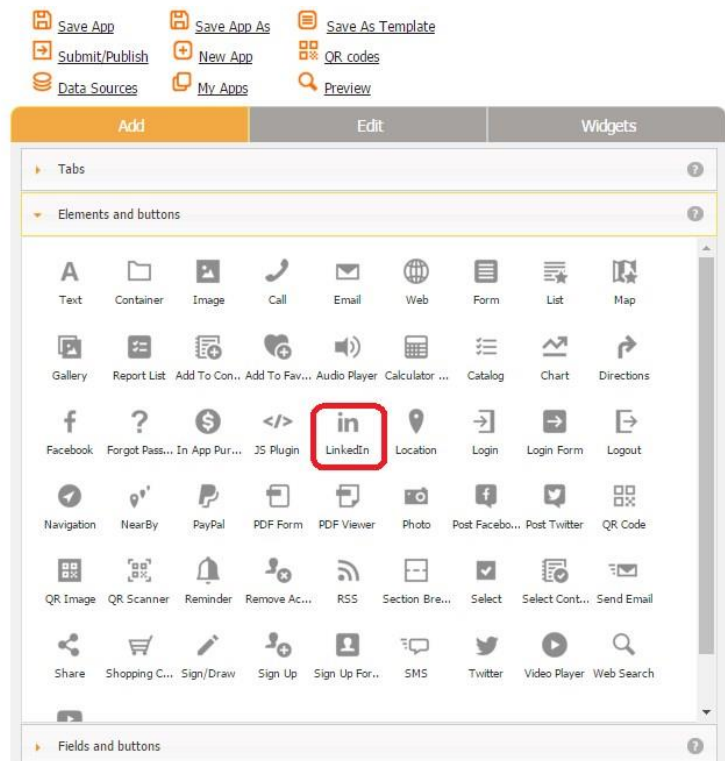 Save App Save App As Save As Template
Submit/Publish New App QR codes
Data Sources My Apps Preview
Add Edit Widgets
Tabs ?
Elements and buttons ?
Text Container Image Call Email Web Form List Map
Gallery Report List Add To Con... Add To Fav... Audio Player Calculator ... Catalog Chart Directions
Facebook Forgot Pass... In App Pur... JS Plugin LinkedIn Location Login Login Form Logout
Navigation NearBy PayPal PDF Form PDF Viewer Photo Post Facebo... Post Twitter QR Code
QR Image QR Scanner Reminder Remove Ac... RSS Section Bre... Select Select Cont... Send Email
Share Shopping C... Sign/Draw Sign Up Sign Up For.. SMS Twitter Video Player Web Search
Fields and buttons ?